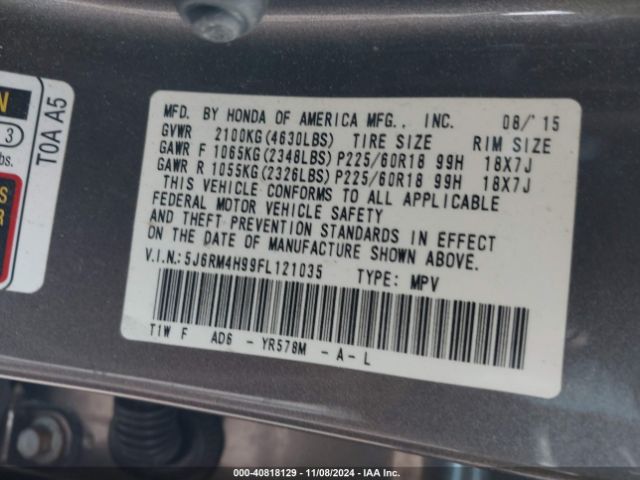 MFD. BY HONDA OF AMERICA MFG., INC. 08/'15
GVWR 2100KG(4630LBS) TIRE SIZE RIM SIZE
GAWR F 1065KG(2348LBS) P225/60R18 99H 18X7J
GAWR R 1055KG(2326LBS) P225/60R18 99H 18X7J
THIS VEHICLE CONFORMS TO ALL APPLICABLE
FEDERAL MOTOR VEHICLE SAFETY
AND THEFT PREVENTION STANDARDS IN EFFECT
ON THE DATE OF MANUFACTURE SHOWN ABOVE.
V.I.N.: 5J6RM4H99FL121035 TYPE: MPV
T1W F AD6 - YR578M - A - L
T0A A5
N
3
bs.
S
R
000-40818129 - 11/08/2024 - IAA Inc.